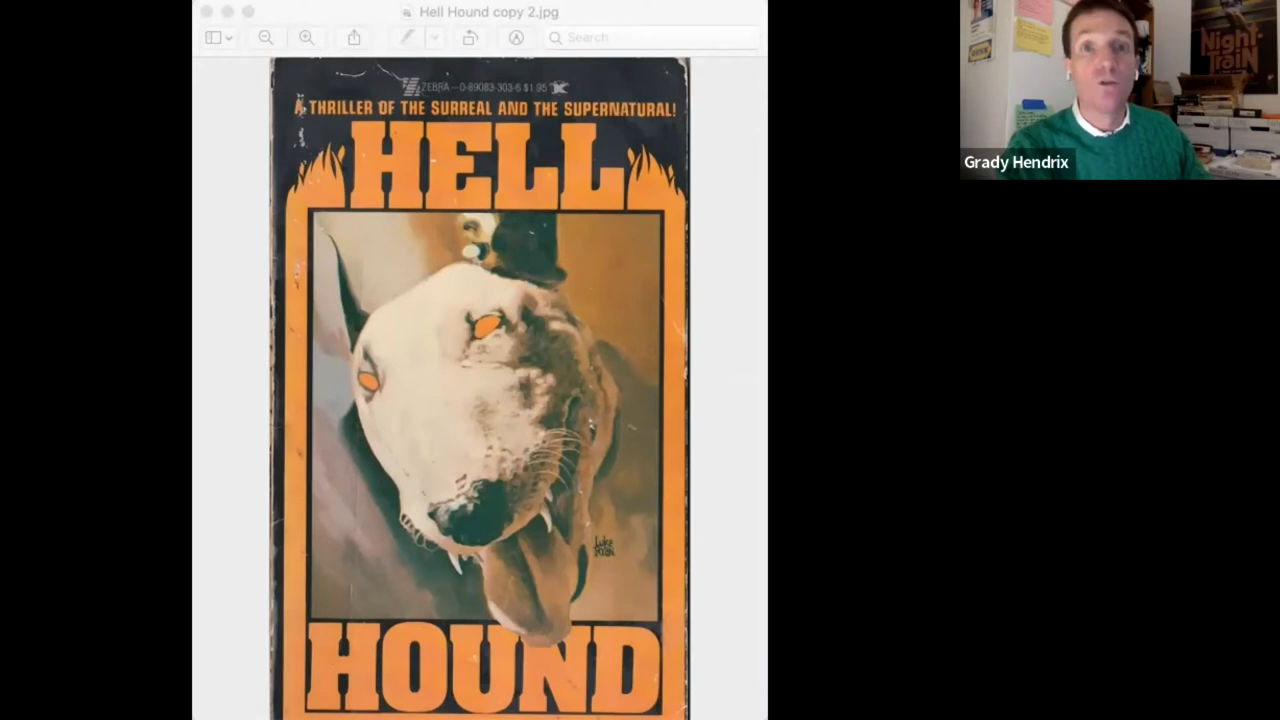 Hell Hound copy 2.jpg
Search
ZEBRA—0-89083-303-6 $1.95
A THRILLER OF THE SURREAL AND THE SUPERNATURAL!
HELL
HOUND
Night-
TraiN
Grady Hendrix